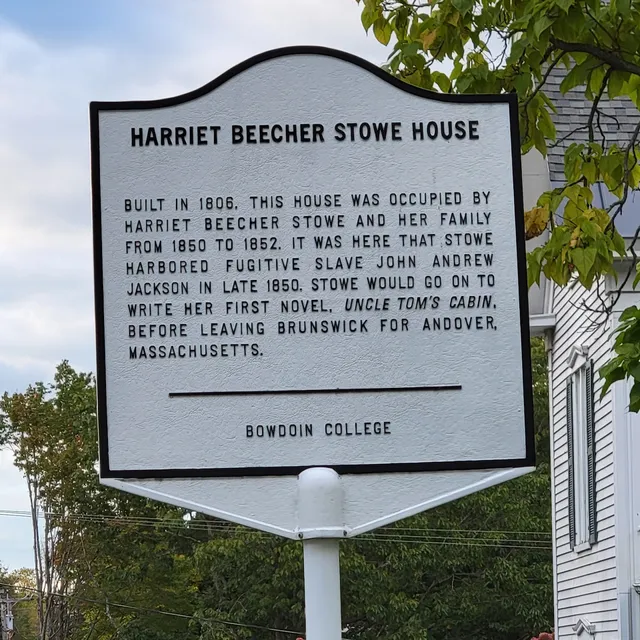 HARRIET BEECHER STOWE HOUSE
BUILT IN 1806, THIS HOUSE WAS OCCUPIED BY
HARRIET BEECHER STOWE AND HER FAMILY
FROM 1850 TO 1852. IT WAS HERE THAT STOWE
HARBORED FUGITIVE SLAVE JOHN ANDREW
JACKSON IN LATE 1850. STOWE WOULD GO ON TO
WRITE HER FIRST NOVEL, UNCLE TOM'S CABIN,
BEFORE LEAVING BRUNSWICK FOR ANDOVER,
MASSACHUSETTS.
BOWDOIN COLLEGE